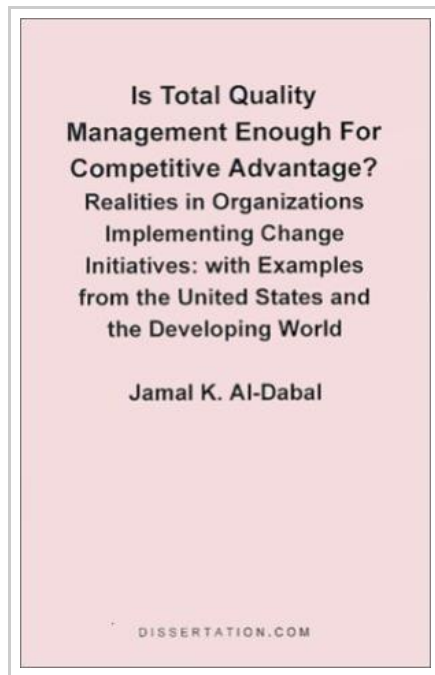 Is Total Quality
Management Enough For
Competitive Advantage?
Realities in Organizations
Implementing Change
Initiatives: with Examples
from the United States and
the Developing World
Jamal K. Al-Dabal
DISSERTATION.COM